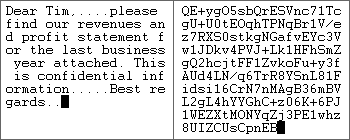 Dear Tim,.....please
find our revenues an
d profit statement f
or the last business
 year attached. This
 is confidential inf
ormation.....Best re
gards..
QE+ygO5sbQrESVnc71Tc
gU+U0tEOqhTPNqBr1V/e
z7RXS0stkgNGafvEYc3V
w1JDkv4PVJ+Lk1HFhSmZ
gQ2hcjtFF1ZvkoFu+y3f
AUd4LN/q6TrR8YSnL81F
idsi16CrN7nMAgB36mBV
L2gL4hYYGhC+z06K+6PJ
1WEZXtMONYqZj3PE1whz
8UIZCUsCpnEB